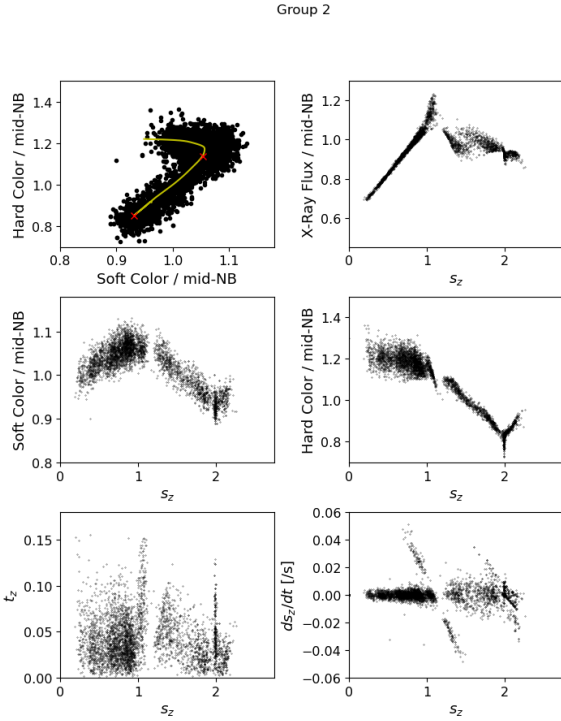 Group 2
Hard Color / mid-NB
1.4
1.2
1.0
0.8
0.8 0.9 1.0 1.1
Soft Color / mid-NB
X-Ray Flux / mid-NB
1.2
1.0
0.8
0.6
0 1 2
s_z
Soft Color / mid-NB
1.1
1.0
0.9
0.8
0 1 2
s_z
Hard Color / mid-NB
1.4
1.2
1.0
0.8
0 1 2
s_z
t_z
0.15
0.10
0.05
0.00
0 1 2
s_z
ds_z/dt [/s]
0.06
0.04
0.02
0.00
−0.02
−0.04
−0.06
0 1 2
s_z